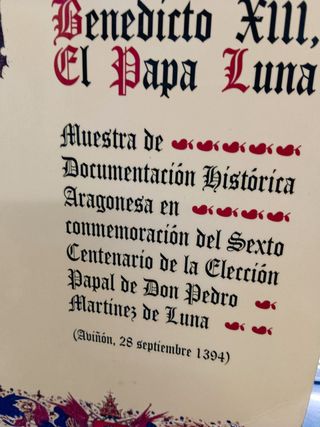 Benedicto XIII,
El Papa Luna
Muestra de
Documentación Histórica
Aragonesa en
conmemoración del Sexto
Centenario de la Elección
Papal de Don Pedro
Martínez de Luna
(Aviñón, 28 septiembre 1394)